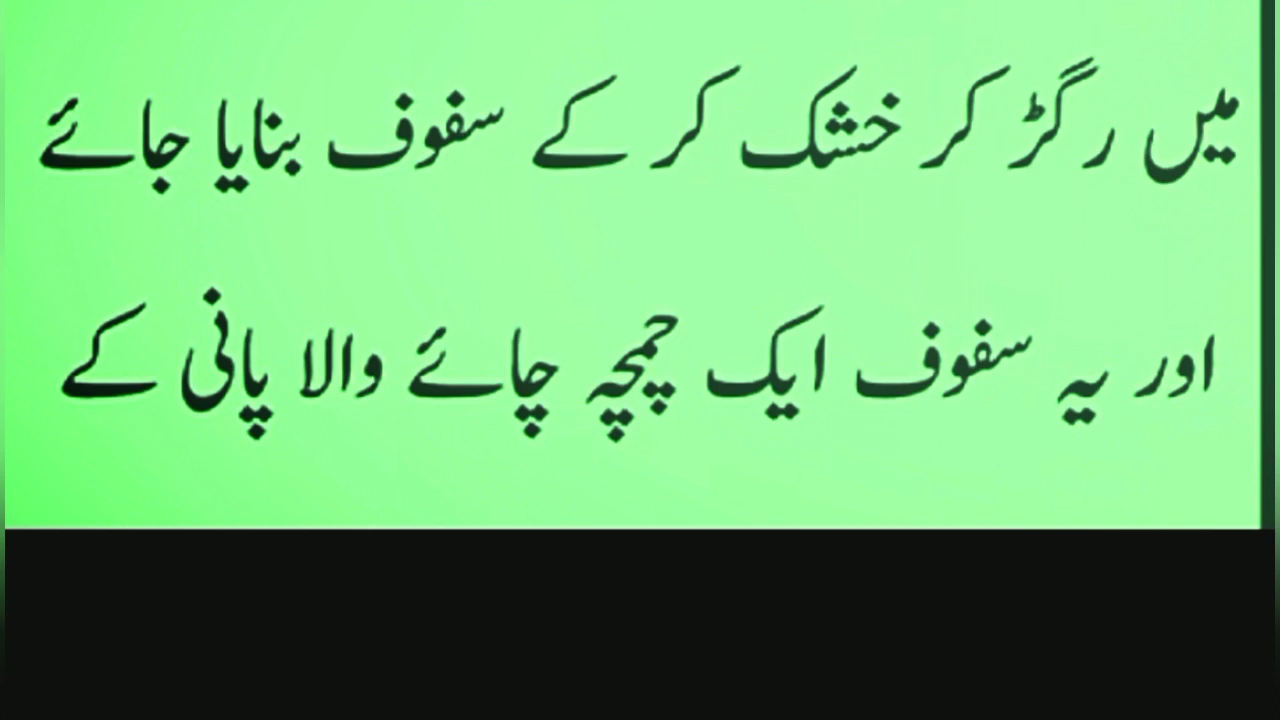 میں رگڑ کر خشک کر کے سفوف بنایا جائے
اور یہ سفوف ایک چمچہ چائے والا پانی کے